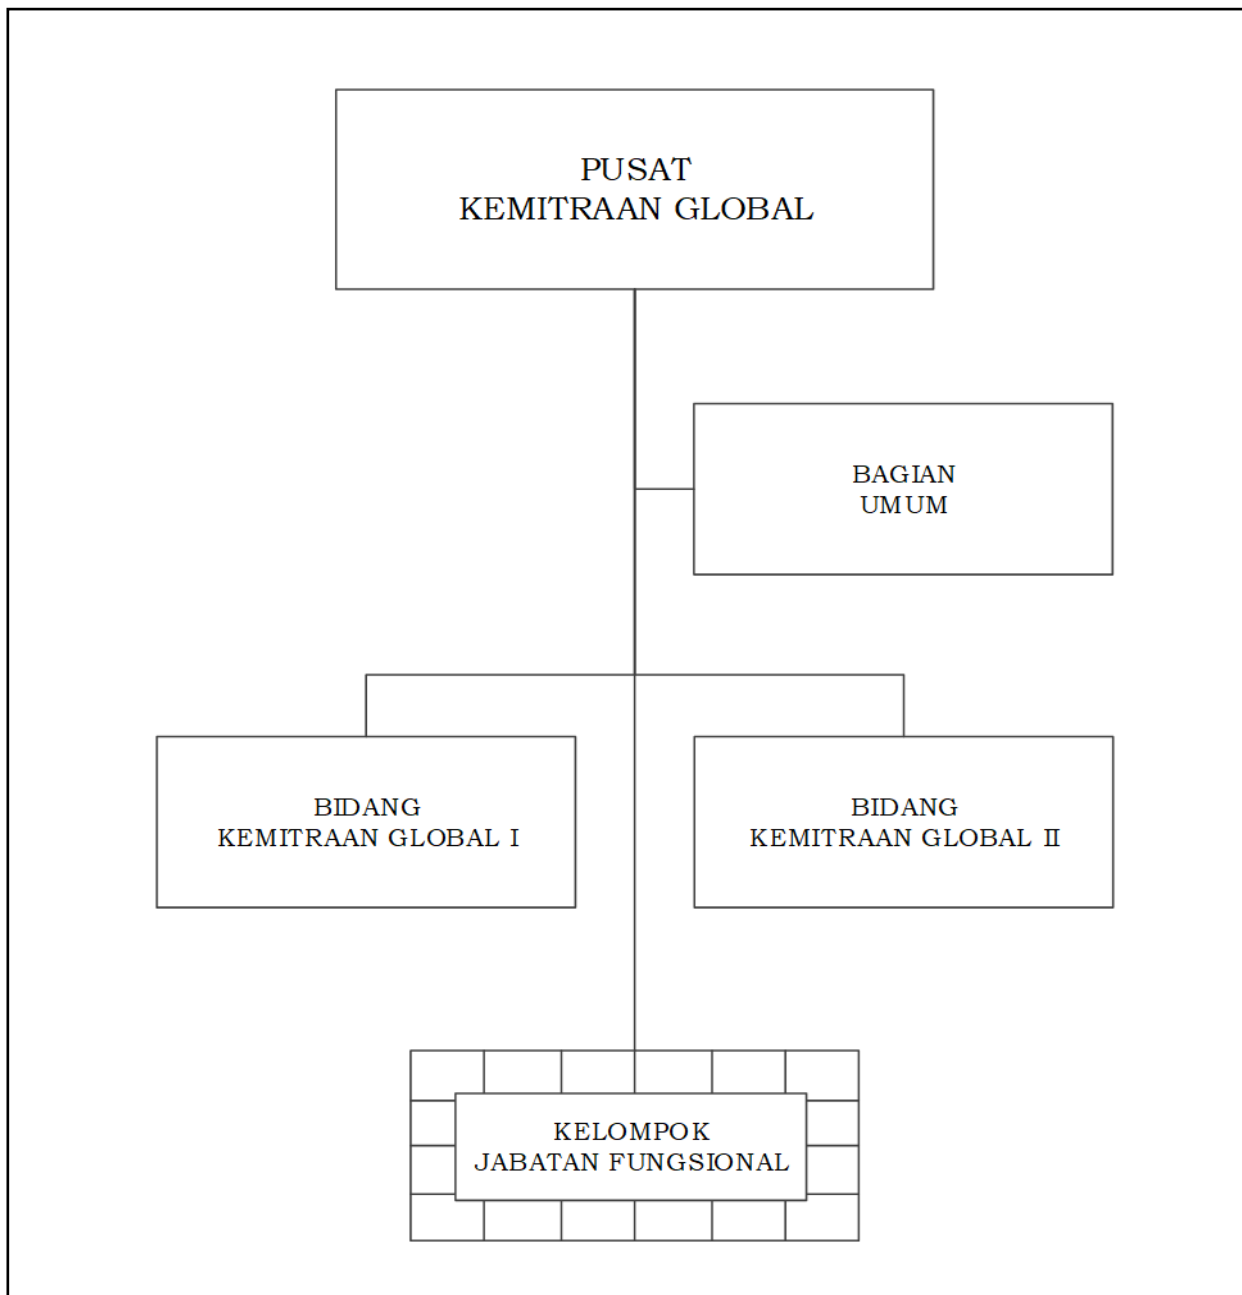 PUSAT
KEMITRAAN GLOBAL
BAGIAN
UMUM
BIDANG
KEMITRAAN GLOBAL I
BIDANG
KEMITRAAN GLOBAL II
KELOMPOK
JABATAN FUNGSIONAL